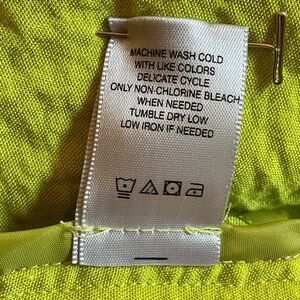 MACHINE WASH COLD
WITH LIKE COLORS
DELICATE CYCLE
ONLY NON-CHLORINE BLEACH
WHEN NEEDED
TUMBLE DRY LOW
LOW IRON IF NEEDED